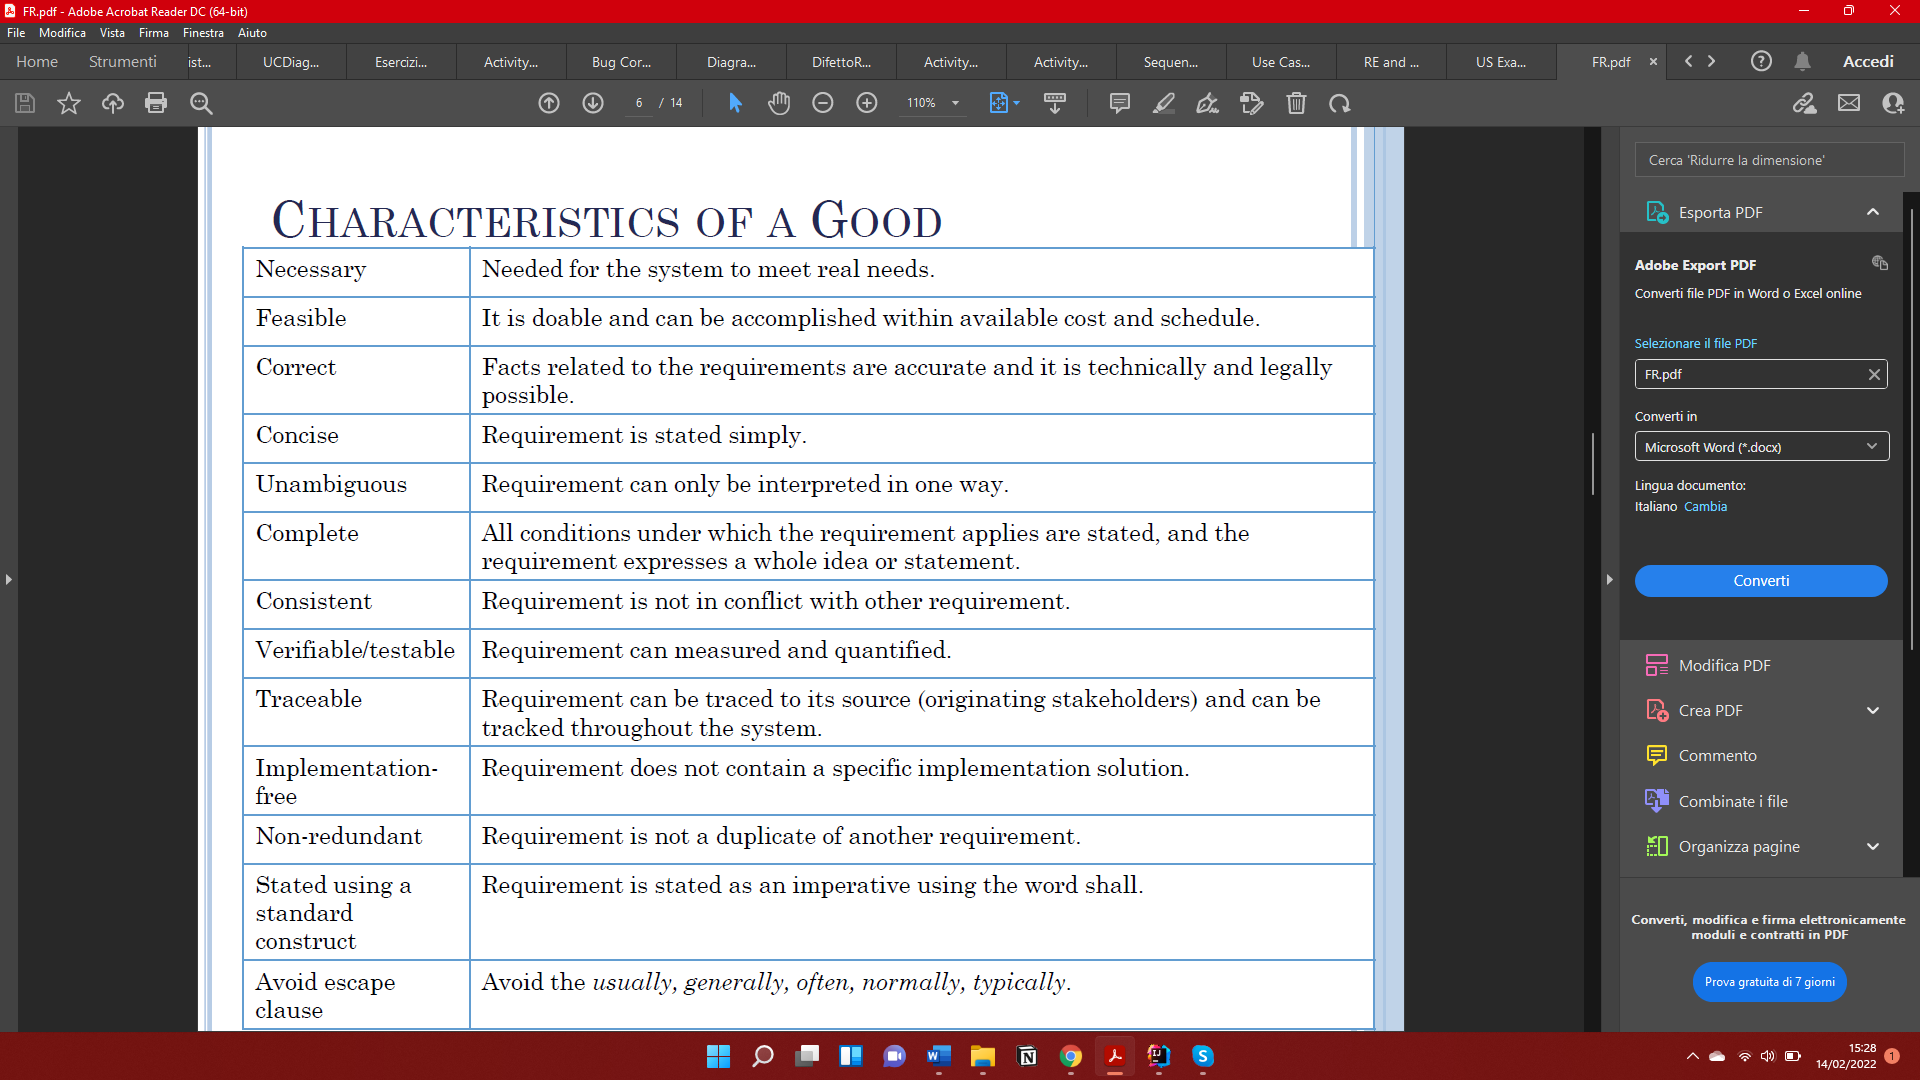 FR.pdf - Adobe Acrobat Reader DC (64-bit)
File Modifica Vista Firma Finestra Aiuto
Home Strumenti ist... UCDiag... Esercizi... Activity... Bug Cor... Diagra... DifettoR... Activity... Activity... Sequen... Use Cas... RE and ... US Exa... FR.pdf Accedi
6 / 14 110%
Cerca 'Ridurre la dimensione'
Esporta PDF
Adobe Export PDF
Converti file PDF in Word o Excel online
Selezionare il file PDF
FR.pdf
Converti in
Microsoft Word (*.docx)
Lingua documento:
Italiano Cambia
Converti
Modifica PDF
Crea PDF
Commento
Combinate i file
Organizza pagine
Converti, modifica e firma elettronicamente
moduli e contratti in PDF
Prova gratuita di 7 giorni
CHARACTERISTICS OF A GOOD
Necessary
Needed for the system to meet real needs.
Feasible
It is doable and can be accomplished within available cost and schedule.
Correct
Facts related to the requirements are accurate and it is technically and legally
possible.
Concise
Requirement is stated simply.
Unambiguous
Requirement can only be interpreted in one way.
Complete
All conditions under which the requirement applies are stated, and the
requirement expresses a whole idea or statement.
Consistent
Requirement is not in conflict with other requirement.
Verifiable/testable
Requirement can measured and quantified.
Traceable
Requirement can be traced to its source (originating stakeholders) and can be
tracked throughout the system.
Implementation-
free
Requirement does not contain a specific implementation solution.
Non-redundant
Requirement is not a duplicate of another requirement.
Stated using a
standard
construct
Requirement is stated as an imperative using the word shall.
Avoid escape
clause
Avoid the usually, generally, often, normally, typically.
15:28
14/02/2022
1